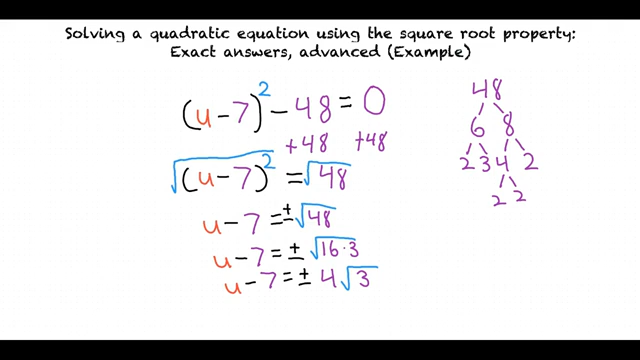 Solving a quadratic equation using the square root property:
Exact answers, advanced (Example)
(u - 7)² - 48 = 0
+48 +48
√(u - 7)² = √48
u - 7 = ± √48
u - 7 = ± √16 · 3
u - 7 = ± 4√3
48
6 8
2 3 4 2
2 2